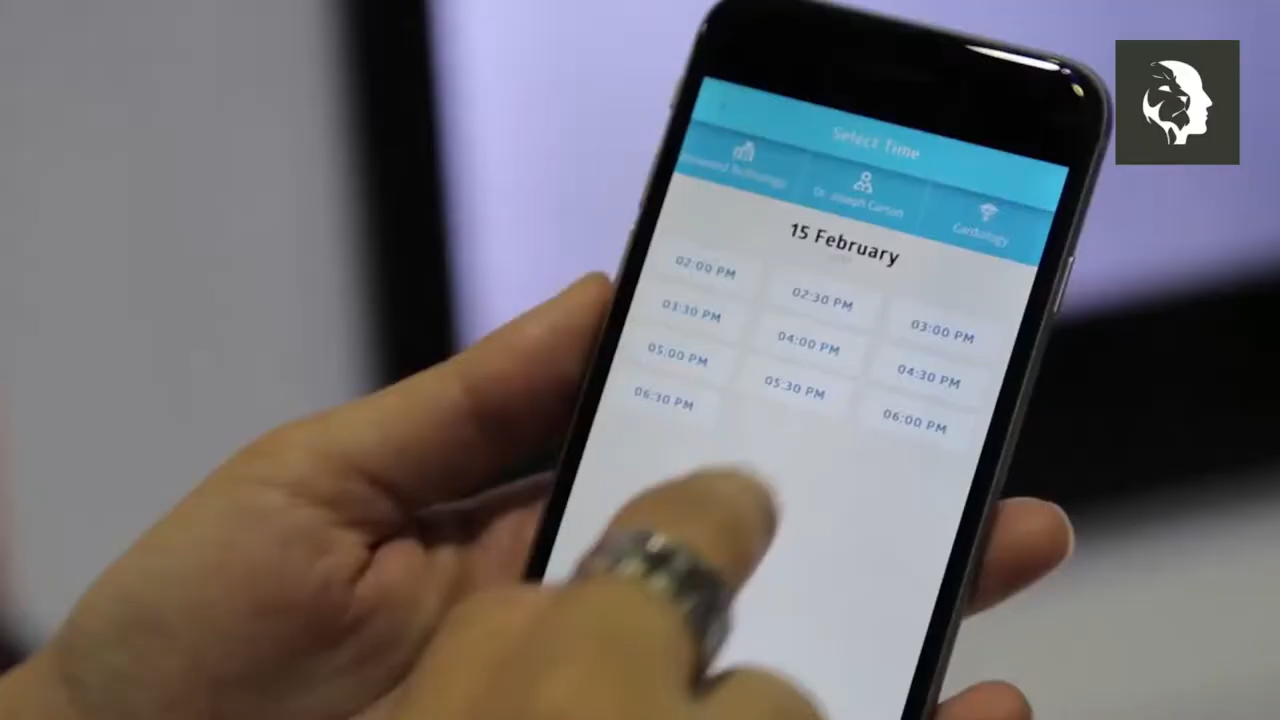 Select Time
Technology
Dr. Joseph Carson
Cardiology
15 February
02:00 PM
02:30 PM
03:00 PM
03:30 PM
04:00 PM
04:30 PM
05:00 PM
05:30 PM
06:00 PM
06:30 PM